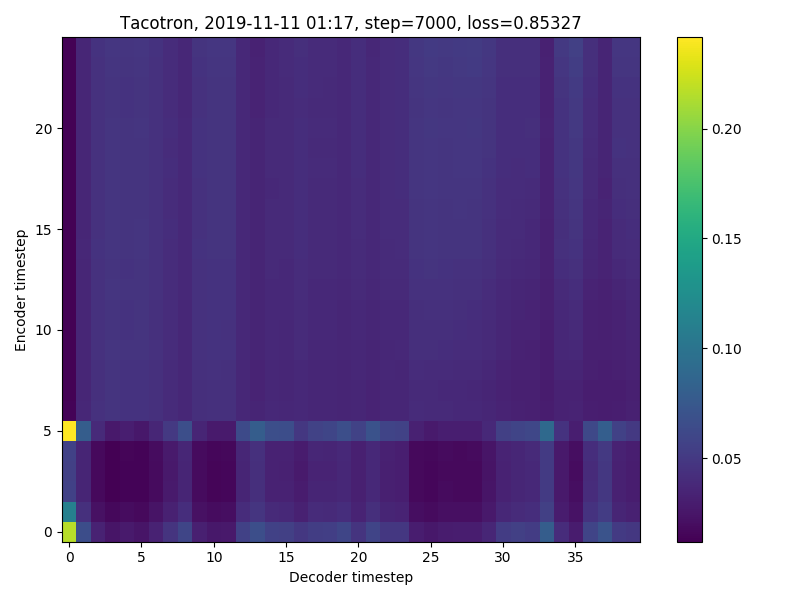 Tacotron, 2019-11-11 01:17, step=7000, loss=0.85327
Encoder timestep
20
15
10
5
0
0 5 10 15 20 25 30 35
Decoder timestep
0.20
0.15
0.10
0.05